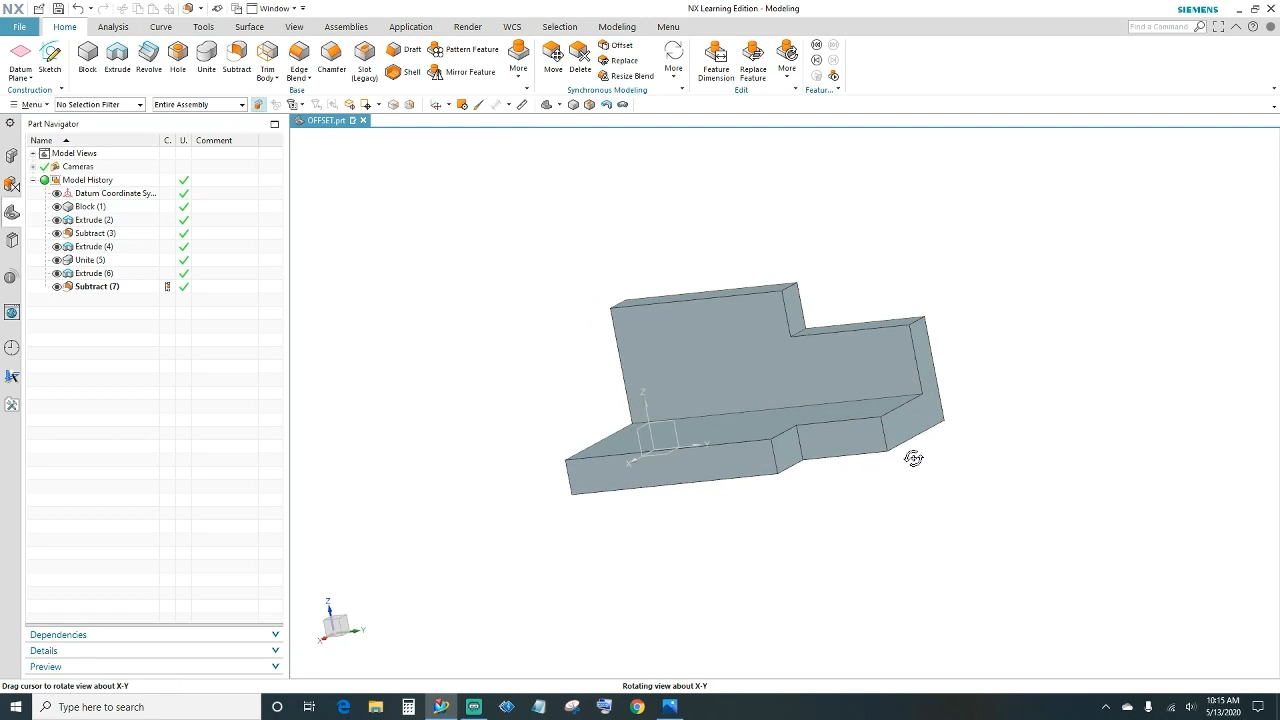 NX
Window
NX Learning Edition - Modeling
SIEMENS
File
Home
Analysis
Curve
Tools
Surface
View
Assemblies
Application
Render
WCS
Selection
Modeling
Menu
Find a Command
Datum Plane
Sketch
Block
Extrude
Revolve
Hole
Unite
Subtract
Trim Body
Edge Blend
Chamfer
Slot (Legacy)
Draft
Shell
Pattern Feature
Mirror Feature
More
Move
Delete
Offset
Replace
Resize Blend
More
Feature Dimension
Replace Feature
More
Construction
Base
Synchronous Modeling
Edit
Featur...
Menu
No Selection Filter
Entire Assembly
Part Navigator
OFFSET.prt
Name
C.
U.
Comment
Model Views
Cameras
Model History
Datum Coordinate Sy...
Block (1)
Extrude (2)
Subtract (3)
Extrude (4)
Unite (5)
Extrude (6)
Subtract (7)
Z
Y
X
Z
Y
X
Dependencies
Details
Preview
Drag cursor to rotate view about X-Y
Rotating view about X-Y
Type here to search
10:15 AM
5/13/2020